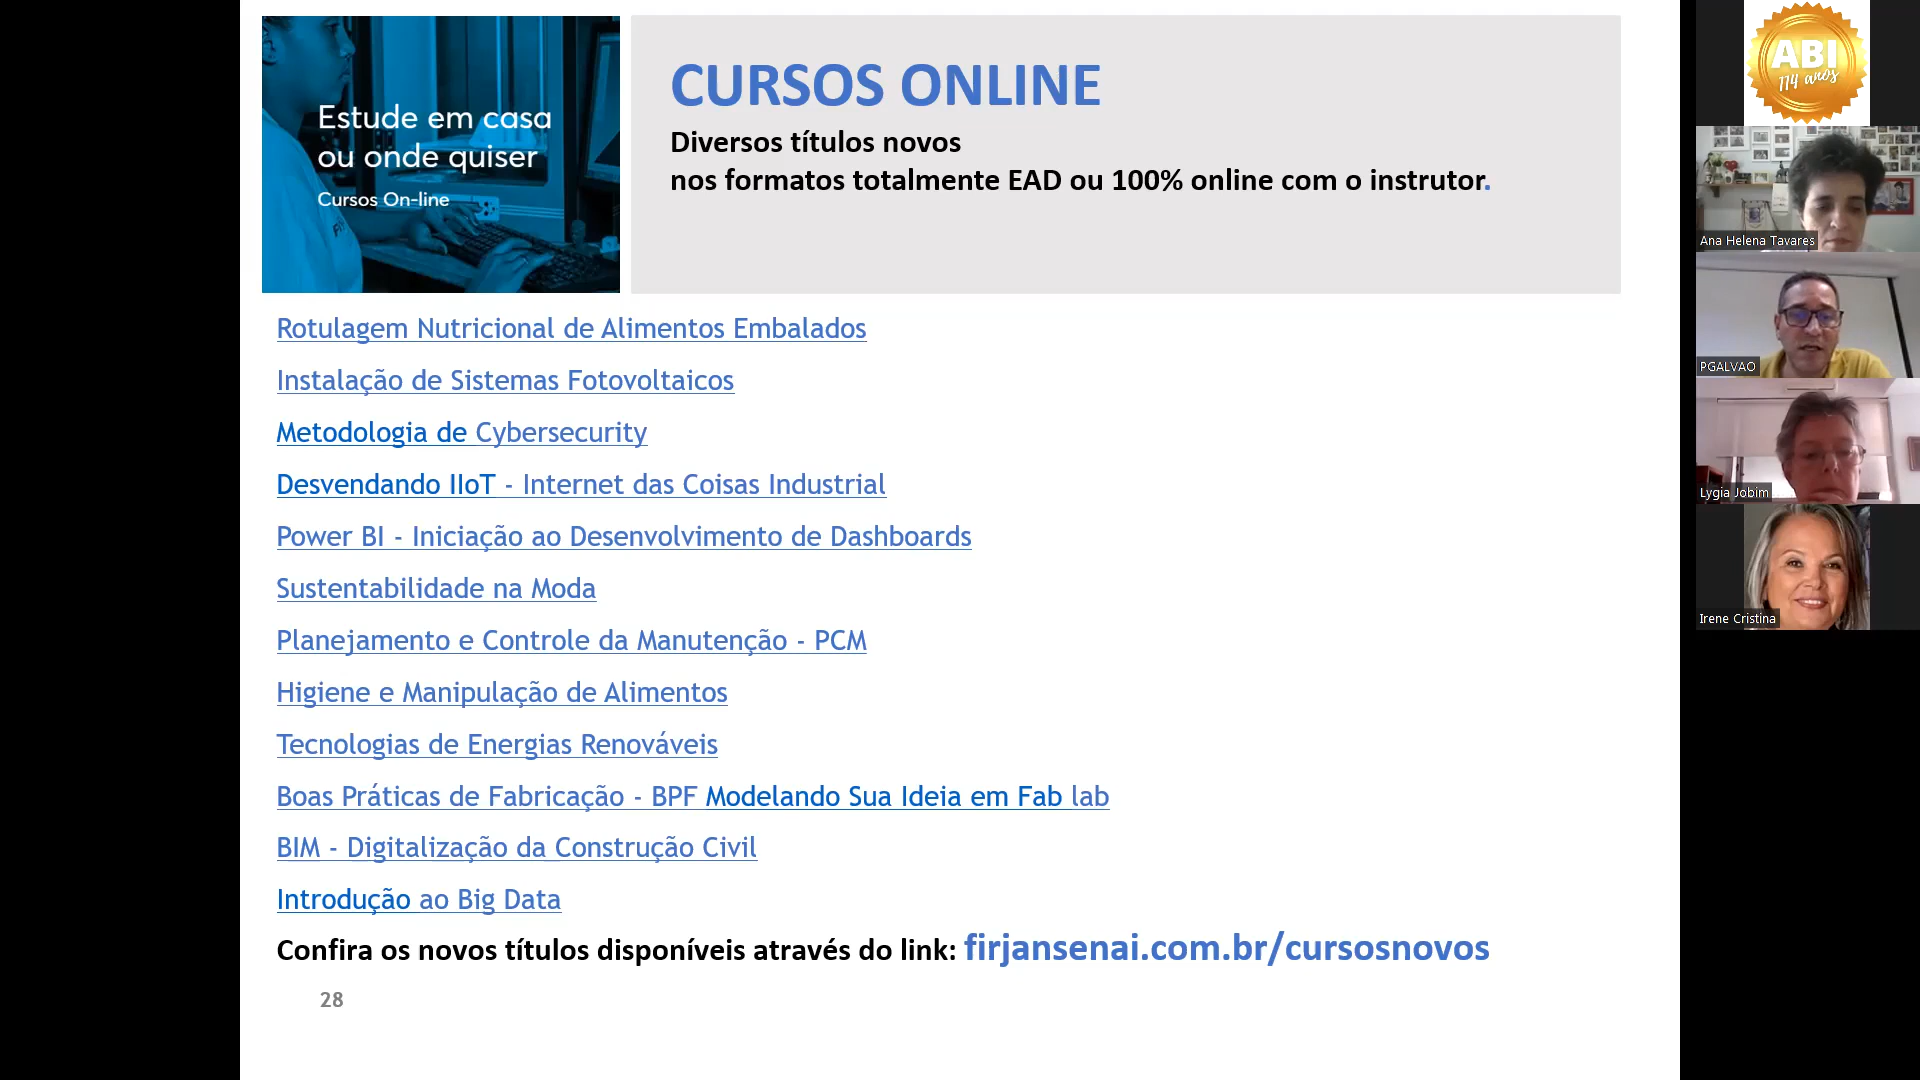 Estude em casa
ou onde quiser
Cursos On-line
CURSOS ONLINE
Diversos títulos novos
nos formatos totalmente EAD ou 100% online com o instrutor.
Rotulagem Nutricional de Alimentos Embalados
Instalação de Sistemas Fotovoltaicos
Metodologia de Cybersecurity
Desvendando IIoT - Internet das Coisas Industrial
Power BI - Iniciação ao Desenvolvimento de Dashboards
Sustentabilidade na Moda
Planejamento e Controle da Manutenção - PCM
Higiene e Manipulação de Alimentos
Tecnologias de Energias Renováveis
Boas Práticas de Fabricação - BPF Modelando Sua Ideia em Fab lab
BIM - Digitalização da Construção Civil
Introdução ao Big Data
Confira os novos títulos disponíveis através do link: firjansenai.com.br/cursosnovos
28
ABI
114 anos
Ana Helena Tavares
PGALVAO
Lygia Jobim
Irene Cristina